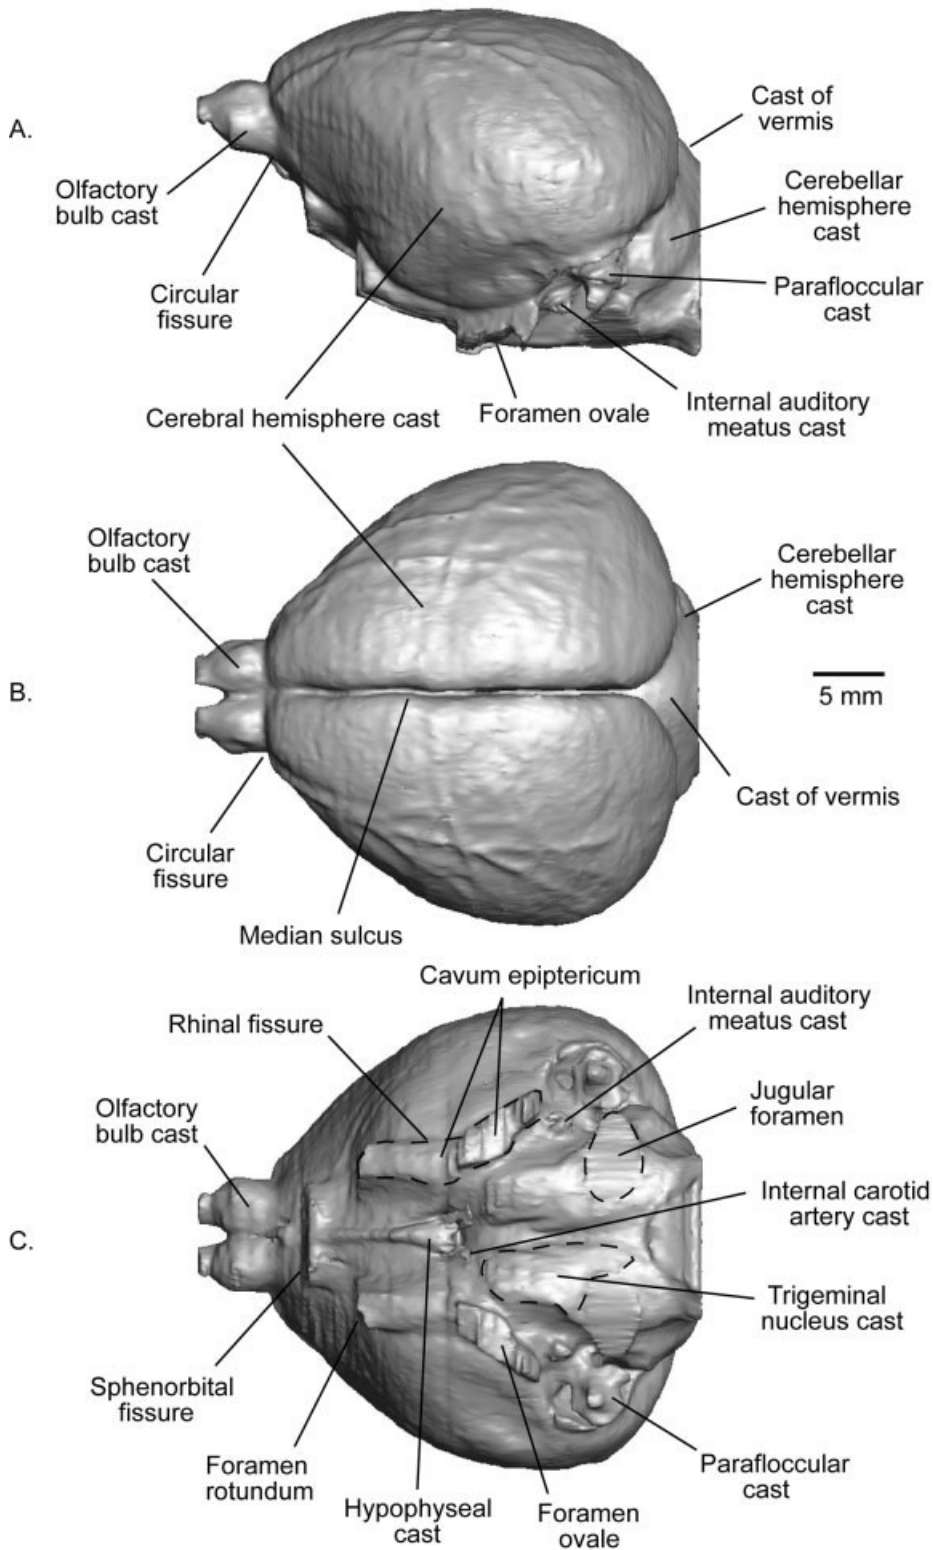 A.
Cast of
vermis
Olfactory
bulb cast
Cerebellar
hemisphere
cast
Circular
fissure
Parafloccular
cast
Cerebral hemisphere cast
Foramen ovale
Internal auditory
meatus cast
Olfactory
bulb cast
Cerebellar
hemisphere
cast
B.
5 mm
Cast of vermis
Circular
fissure
Median sulcus
Cavum epiptericum
Rhinal fissure
Internal auditory
meatus cast
Olfactory
bulb cast
Jugular
foramen
Internal carotid
artery cast
C.
Trigeminal
nucleus cast
Sphenorbital
fissure
Foramen
rotundum
Hypophyseal
cast
Foramen
ovale
Parafloccular
cast